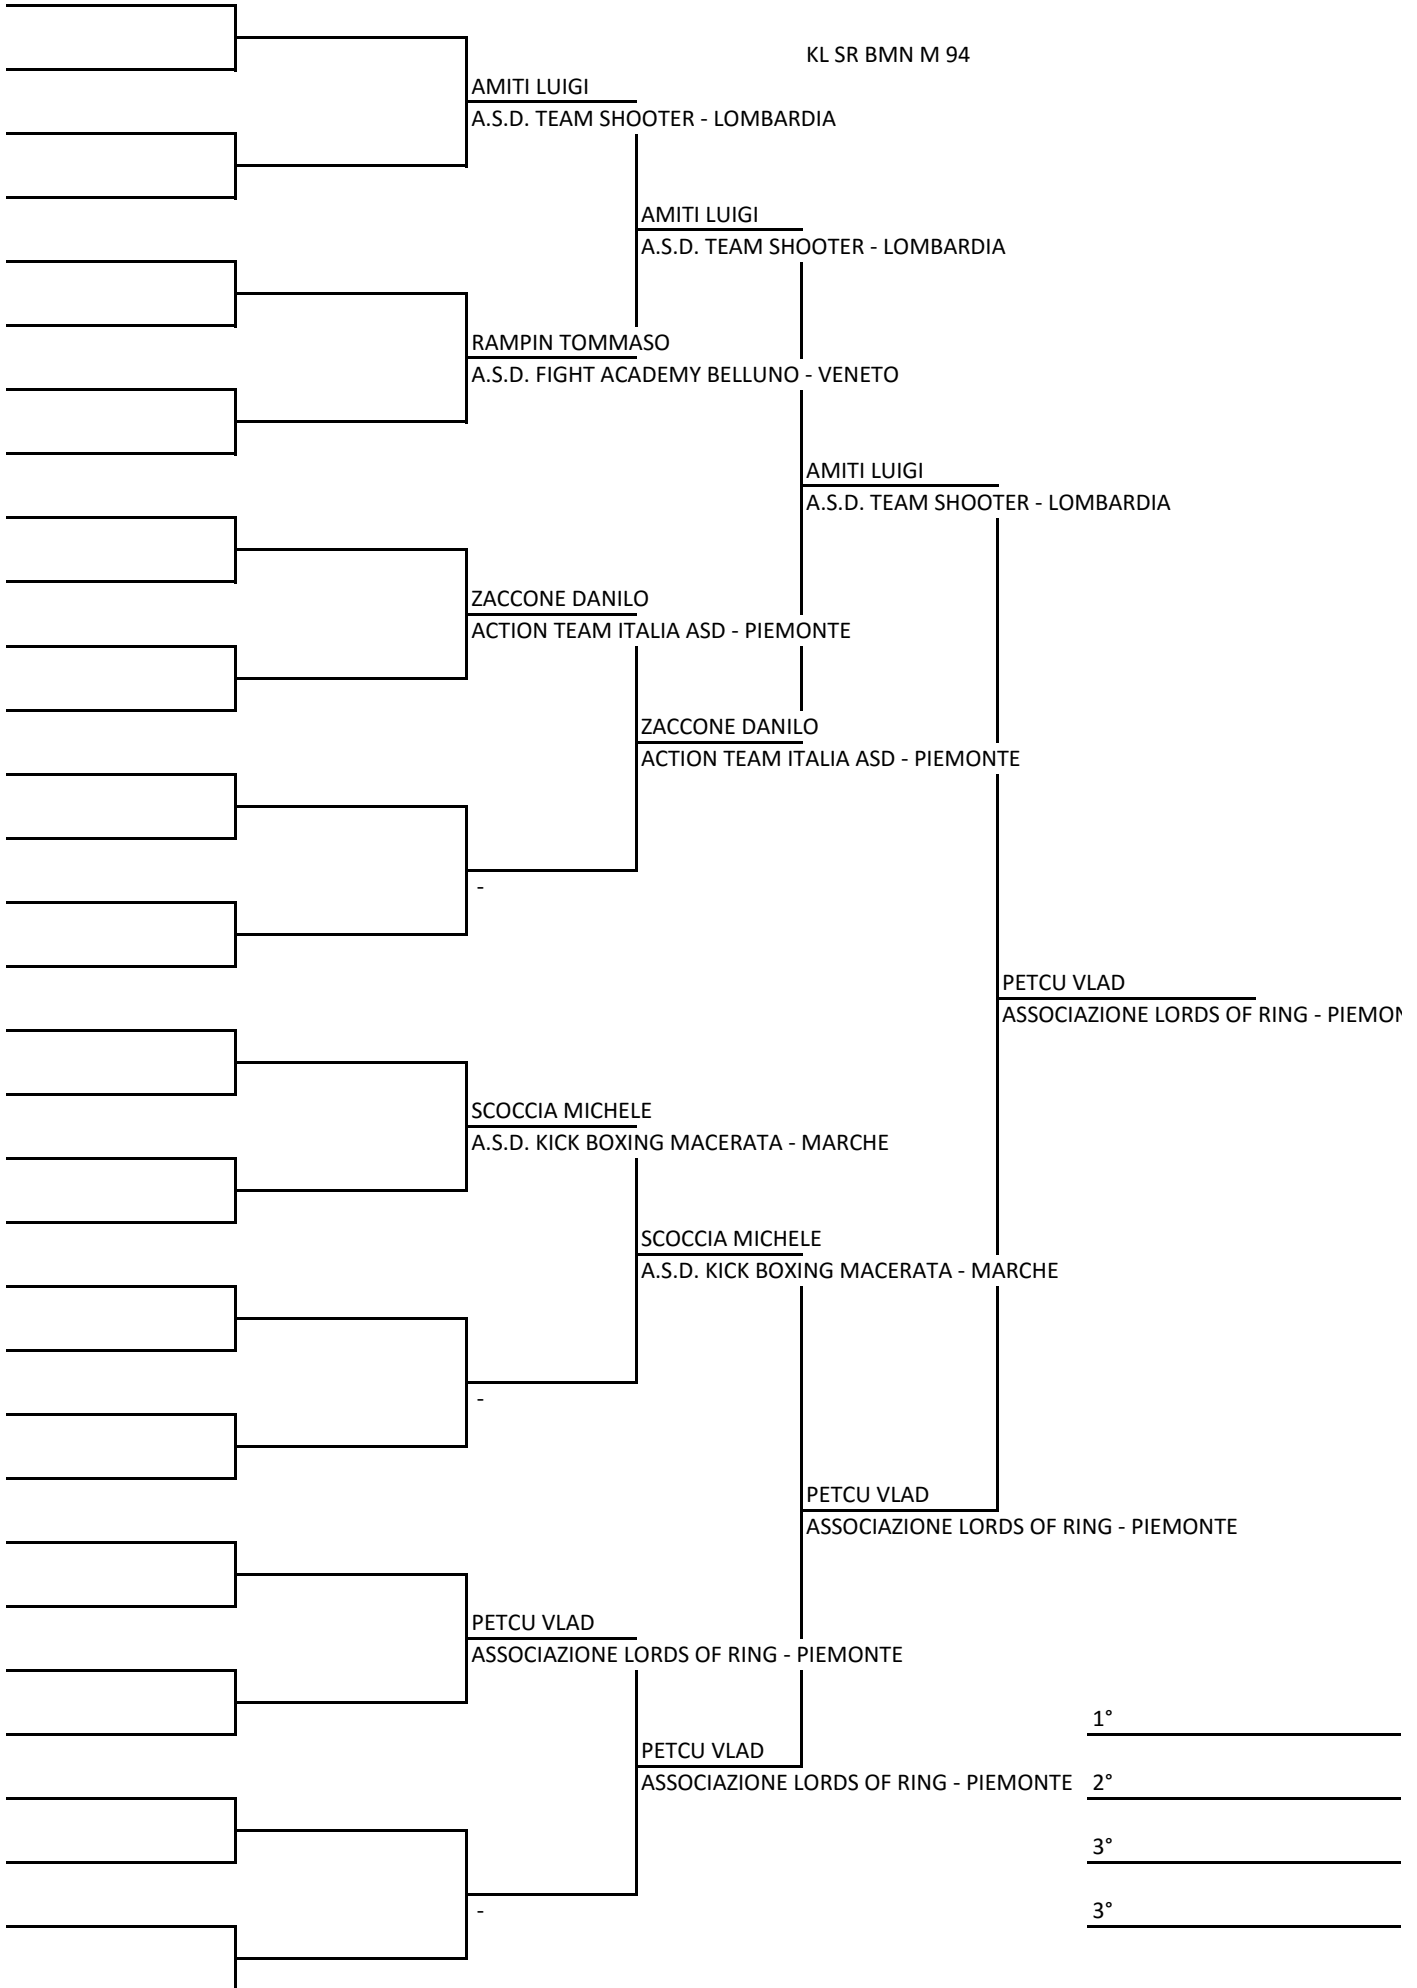 KL SR BMN M 94
AMITI LUIGI
A.S.D. TEAM SHOOTER - LOMBARDIA
AMITI LUIGI
A.S.D. TEAM SHOOTER - LOMBARDIA
RAMPIN TOMMASO
A.S.D. FIGHT ACADEMY BELLUNO - VENETO
AMITI LUIGI
A.S.D. TEAM SHOOTER - LOMBARDIA
ZACCONE DANILO
ACTION TEAM ITALIA ASD - PIEMONTE
ZACCONE DANILO
ACTION TEAM ITALIA ASD - PIEMONTE
-
PETCU VLAD
ASSOCIAZIONE LORDS OF RING - PIEMON
SCOCCIA MICHELE
A.S.D. KICK BOXING MACERATA - MARCHE
SCOCCIA MICHELE
A.S.D. KICK BOXING MACERATA - MARCHE
-
PETCU VLAD
ASSOCIAZIONE LORDS OF RING - PIEMONTE
PETCU VLAD
ASSOCIAZIONE LORDS OF RING - PIEMONTE
1°
PETCU VLAD
ASSOCIAZIONE LORDS OF RING - PIEMONTE
2°
3°
-
3°